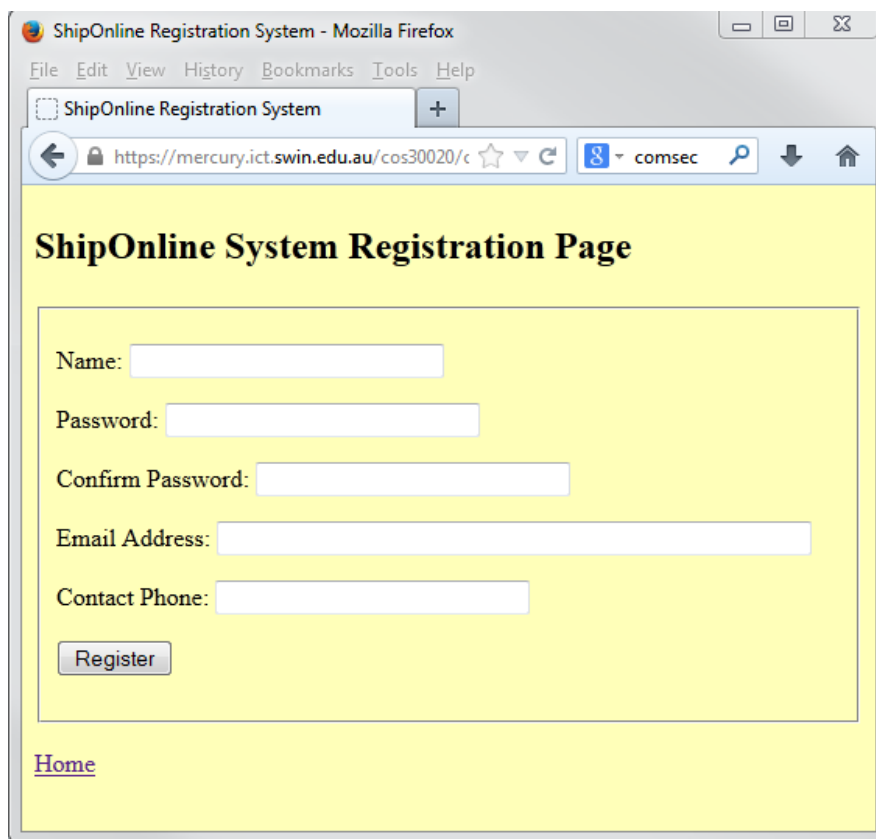 ShipOnline Registration System - Mozilla Firefox
File Edit View History Bookmarks Tools Help
ShipOnline Registration System
https://mercury.ict.swin.edu.au/cos30020/c
8 comsec
ShipOnline System Registration Page
Name:
Password:
Confirm Password:
Email Address:
Contact Phone:
Register
Home